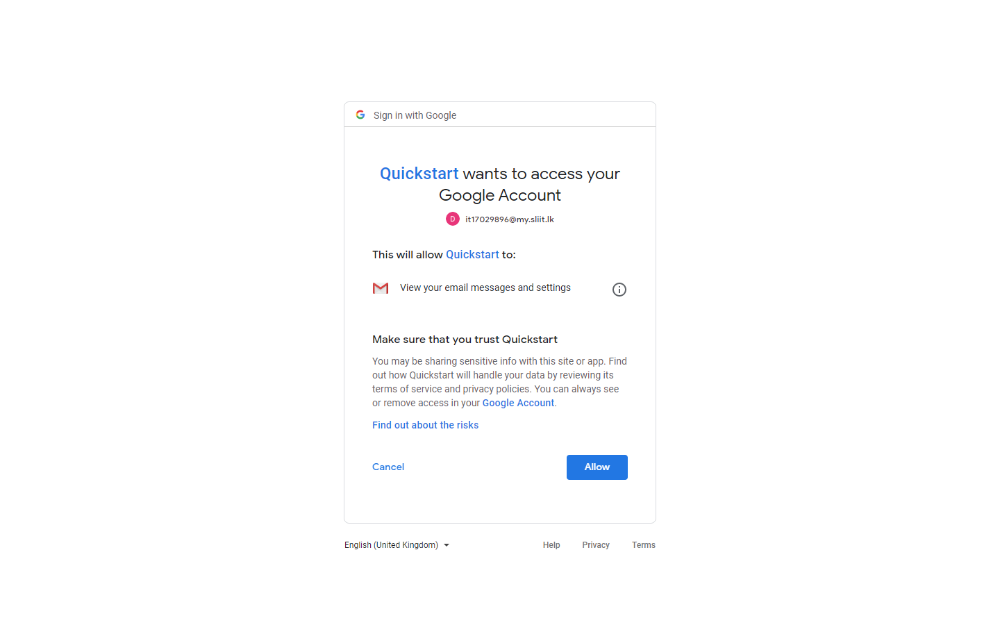 Sign in with Google
Quickstart wants to access your
Google Account
D it17029896@my.sliit.lk
This will allow Quickstart to:
View your email messages and settings
Make sure that you trust Quickstart
You may be sharing sensitive info with this site or app. Find
out how Quickstart will handle your data by reviewing its
terms of service and privacy policies. You can always see
or remove access in your Google Account.
Find out about the risks
Cancel Allow
English (United Kingdom) Help Privacy Terms